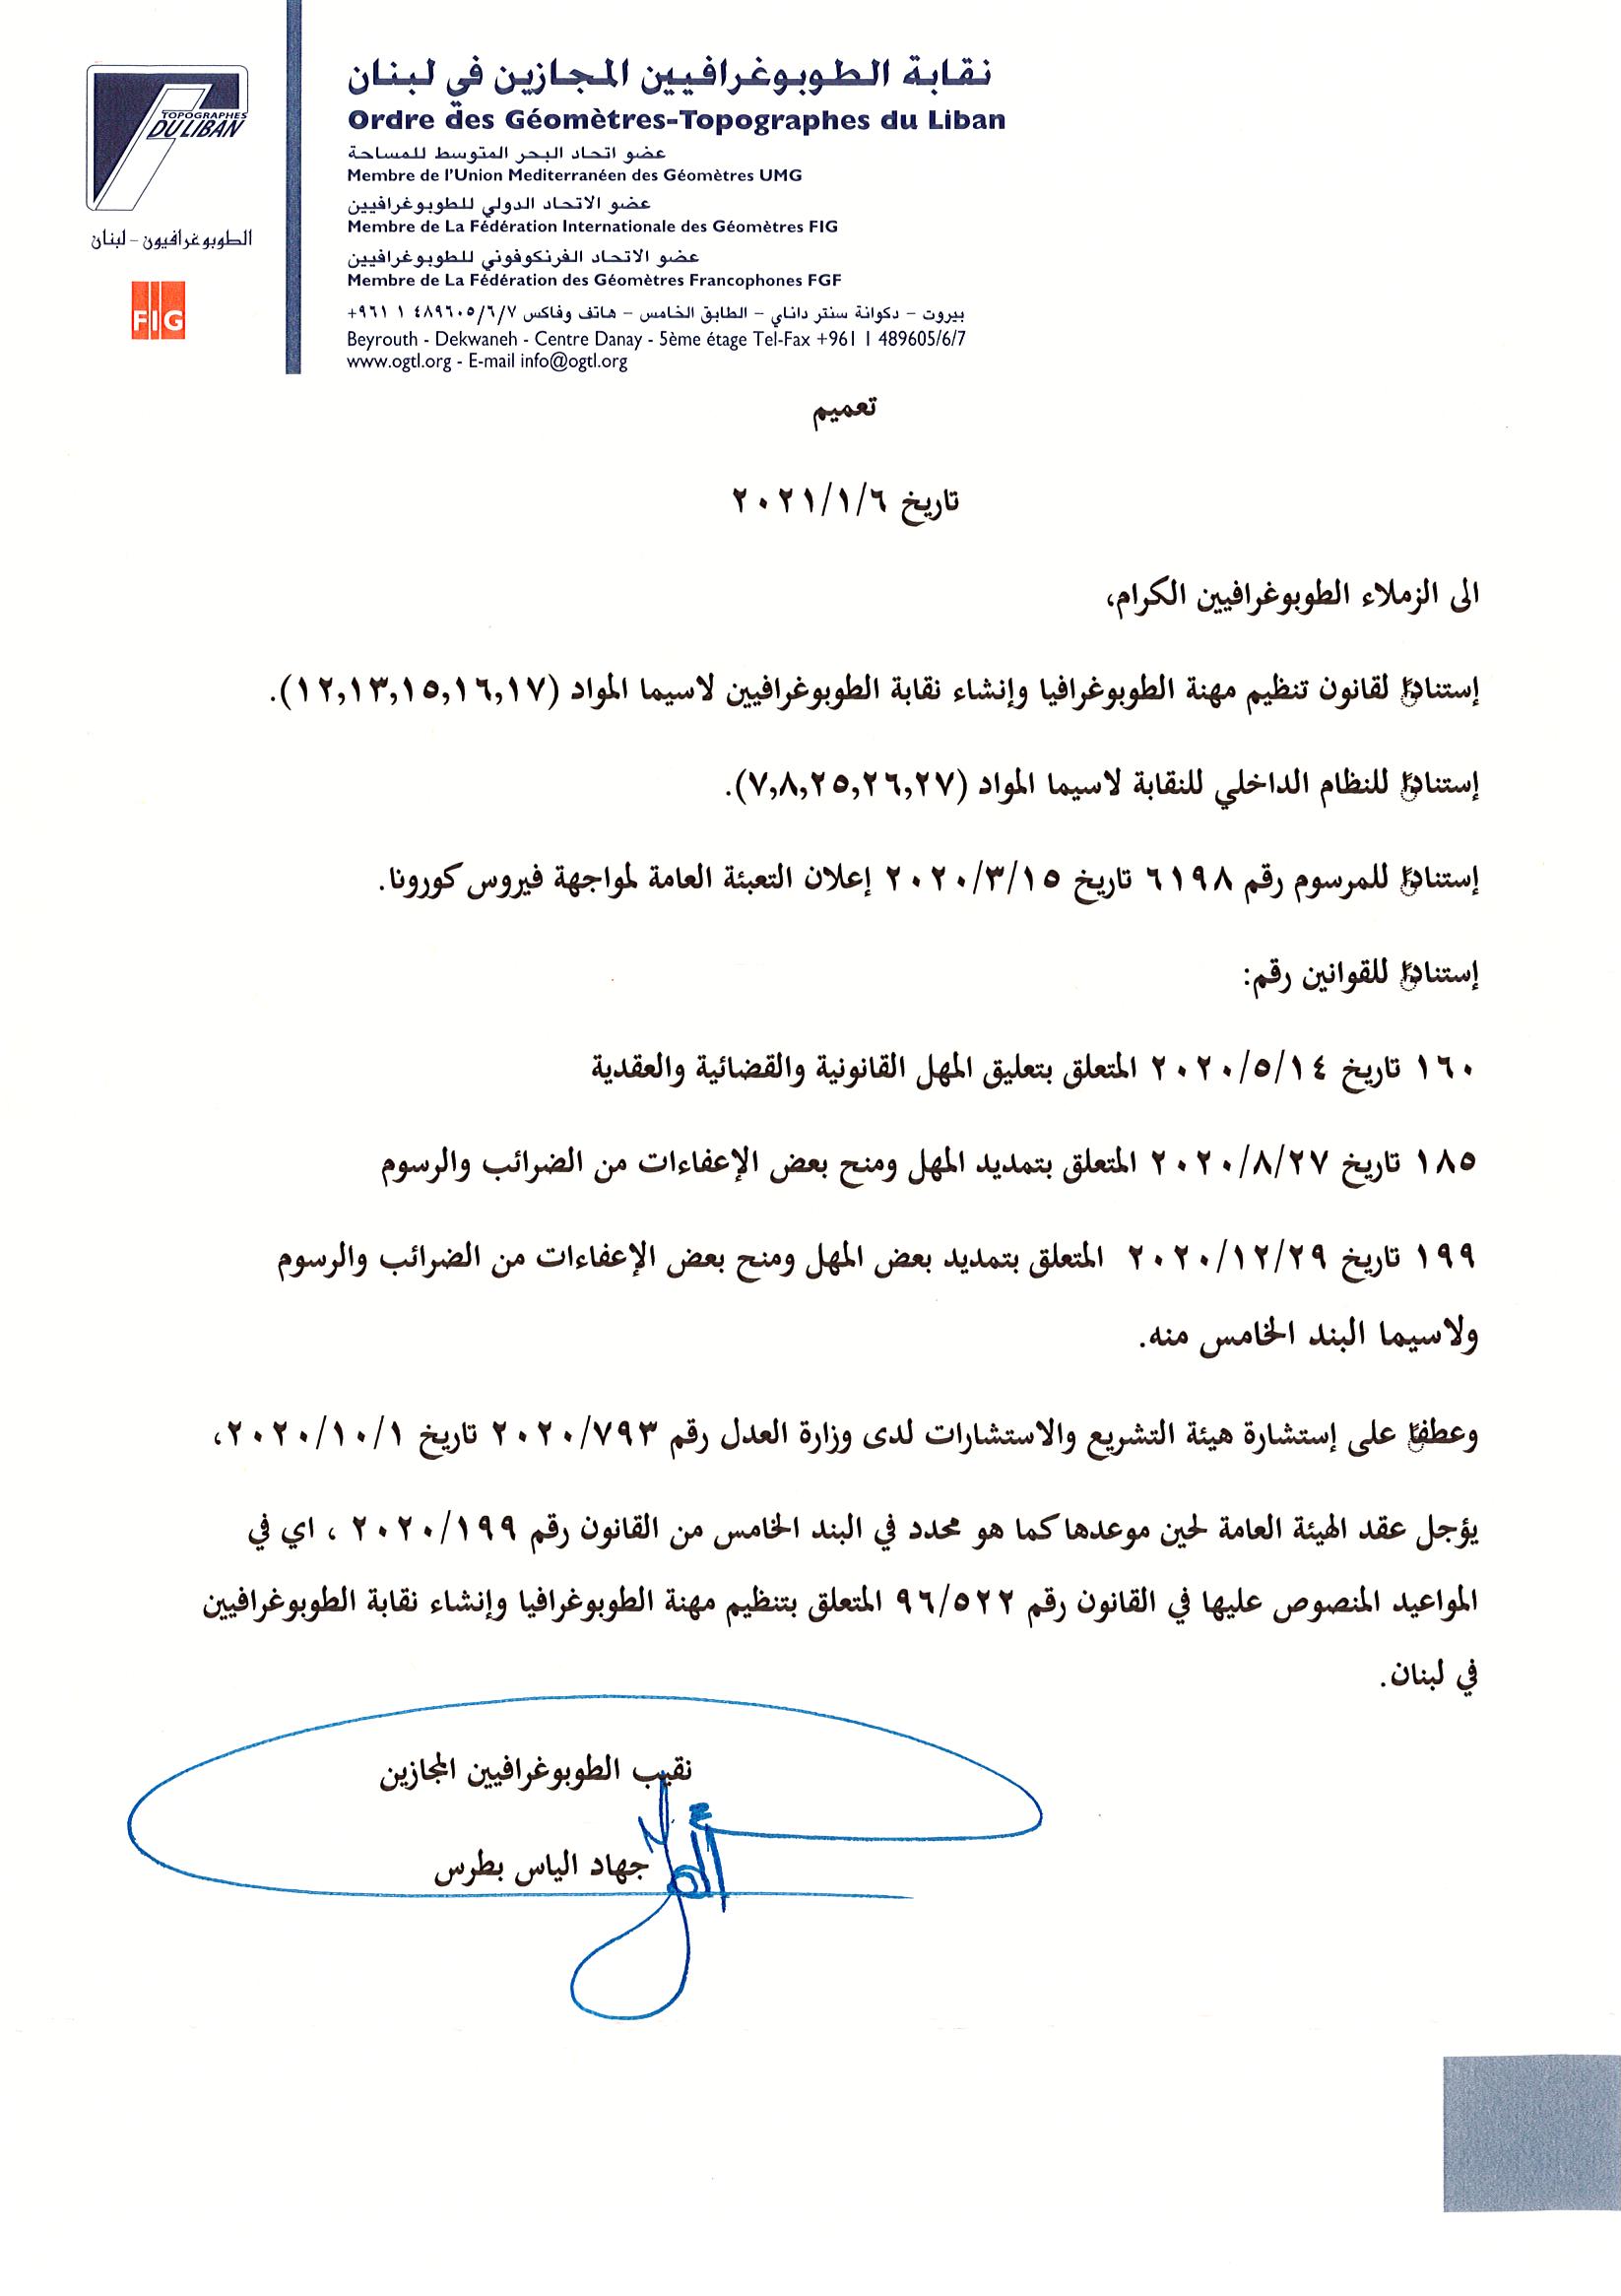 TOPOGRAPHES
DU LIBAN
الطوبوغرافيون - لبنان
FIG
نقابة الطوبوغرافيين المجازين في لبنان
Ordre des Géomètres-Topographes du Liban
عضو اتحاد البحر المتوسط للمساحة
Membre de l'Union Mediterranéen des Géomètres UMG
عضو الاتحاد الدولي للطوبوغرافيين
Membre de La Fédération Internationale des Géomètres FIG
عضو الاتحاد الفرنكوفوني للطوبوغرافيين
Membre de La Fédération des Géomètres Francophones FGF
بيروت - دكوانة سنتر داناي - الطابق الخامس - هاتف وفاكس ٤٨٩٦٠٥/٦/٧ ١ ٩٦١+
Beyrouth - Dekwaneh - Centre Danay - 5ème étage Tel-Fax +961 1 489605/6/7
www.ogtl.org - E-mail info@ogtl.org
تعميم
تاريخ ٢٠٢١/١/٦
الى الزملاء الطوبوغرافيين الكرام،
إستنادًا لقانون تنظيم مهنة الطوبوغرافيا وإنشاء نقابة الطوبوغرافيين لاسيما المواد (١٢,١٣,١٥,١٦,١٧).
إستنادًا للنظام الداخلي للنقابة لاسيما المواد (٧,٨,٢٥,٢٦,٢٧).
إستنادًا للمرسوم رقم ٦١٩٨ تاريخ ٢٠٢٠/٣/١٥ إعلان التعبئة العامة لمواجهة فيروس كورونا.
إستنادًا للقوانين رقم:
١٦٠ تاريخ ٢٠٢٠/٥/١٤ المتعلق بتعليق المهل القانونية والقضائية والعقدية
١٨٥ تاريخ ٢٠٢٠/٨/٢٧ المتعلق بتمديد المهل ومنح بعض الإعفاءات من الضرائب والرسوم
١٩٩ تاريخ ٢٠٢٠/١٢/٢٩ المتعلق بتمديد بعض المهل ومنح بعض الإعفاءات من الضرائب والرسوم
ولاسيما البند الخامس منه.
وعطفًا على إستشارة هيئة التشريع والاستشارات لدى وزارة العدل رقم ٢٠٢٠/٧٩٣ تاريخ ٢٠٢٠/١٠/١،
يؤجل عقد الهيئة العامة لحين موعدها كما هو محدد في البند الخامس من القانون رقم ٢٠٢٠/١٩٩ ، اي في
المواعيد المنصوص عليها في القانون رقم ٩٦/٥٢٢ المتعلق بتنظيم مهنة الطوبوغرافيا وإنشاء نقابة الطوبوغرافيين
في لبنان.
نقيب الطوبوغرافيين المجازين
جهاد الياس بطرس